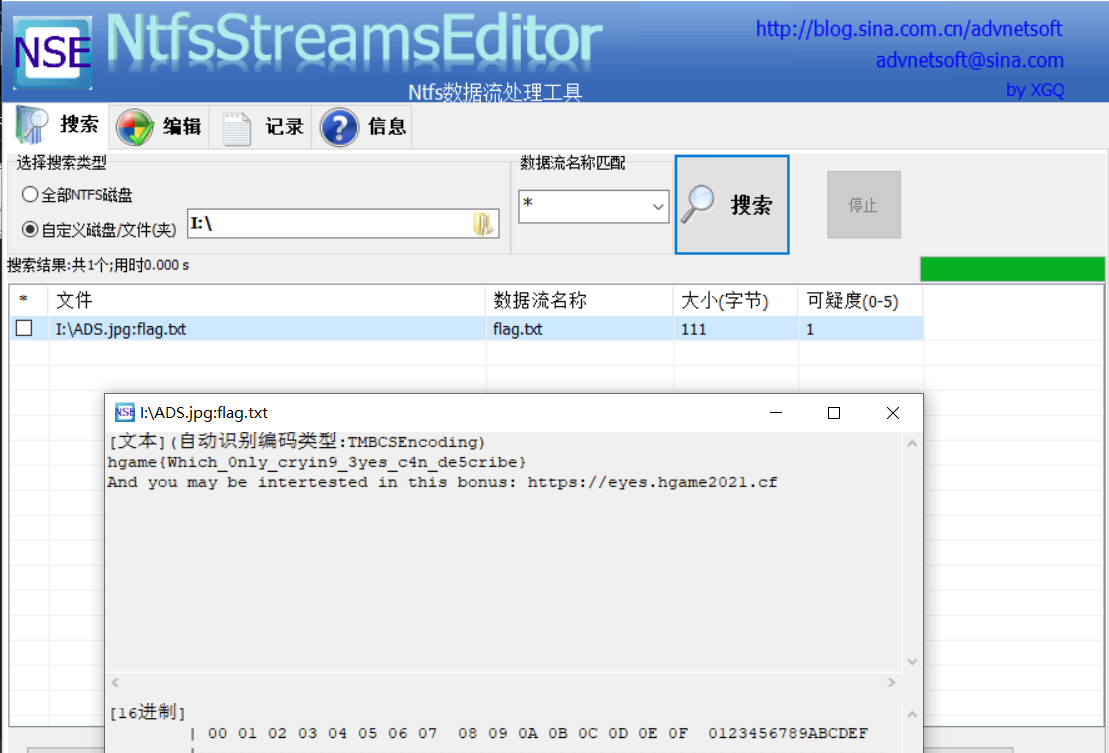 NSE NtfsStreamsEditor
http://blog.sina.com.cn/advnetsoft
advnetsoft@sina.com
Ntfs数据流处理工具
by XGQ
搜索 编辑 记录 信息
选择搜索类型 数据流名称匹配
全部NTFS磁盘
* 搜索 停止
自定义磁盘/文件(夹) I:\
搜索结果:共1个;用时0.000 s
* 文件 数据流名称 大小(字节) 可疑度(0-5)
I:\ADS.jpg:flag.txt flag.txt 111 1
NSE I:\ADS.jpg:flag.txt
[文本](自动识别编码类型:TMBCSEncoding)
hgame{Which_0nly_cryin9_3yes_c4n_de5cribe}
And you may be intertested in this bonus: https://eyes.hgame2021.cf
[16进制]
| 00 01 02 03 04 05 06 07 08 09 0A 0B 0C 0D 0E 0F 0123456789ABCDEF